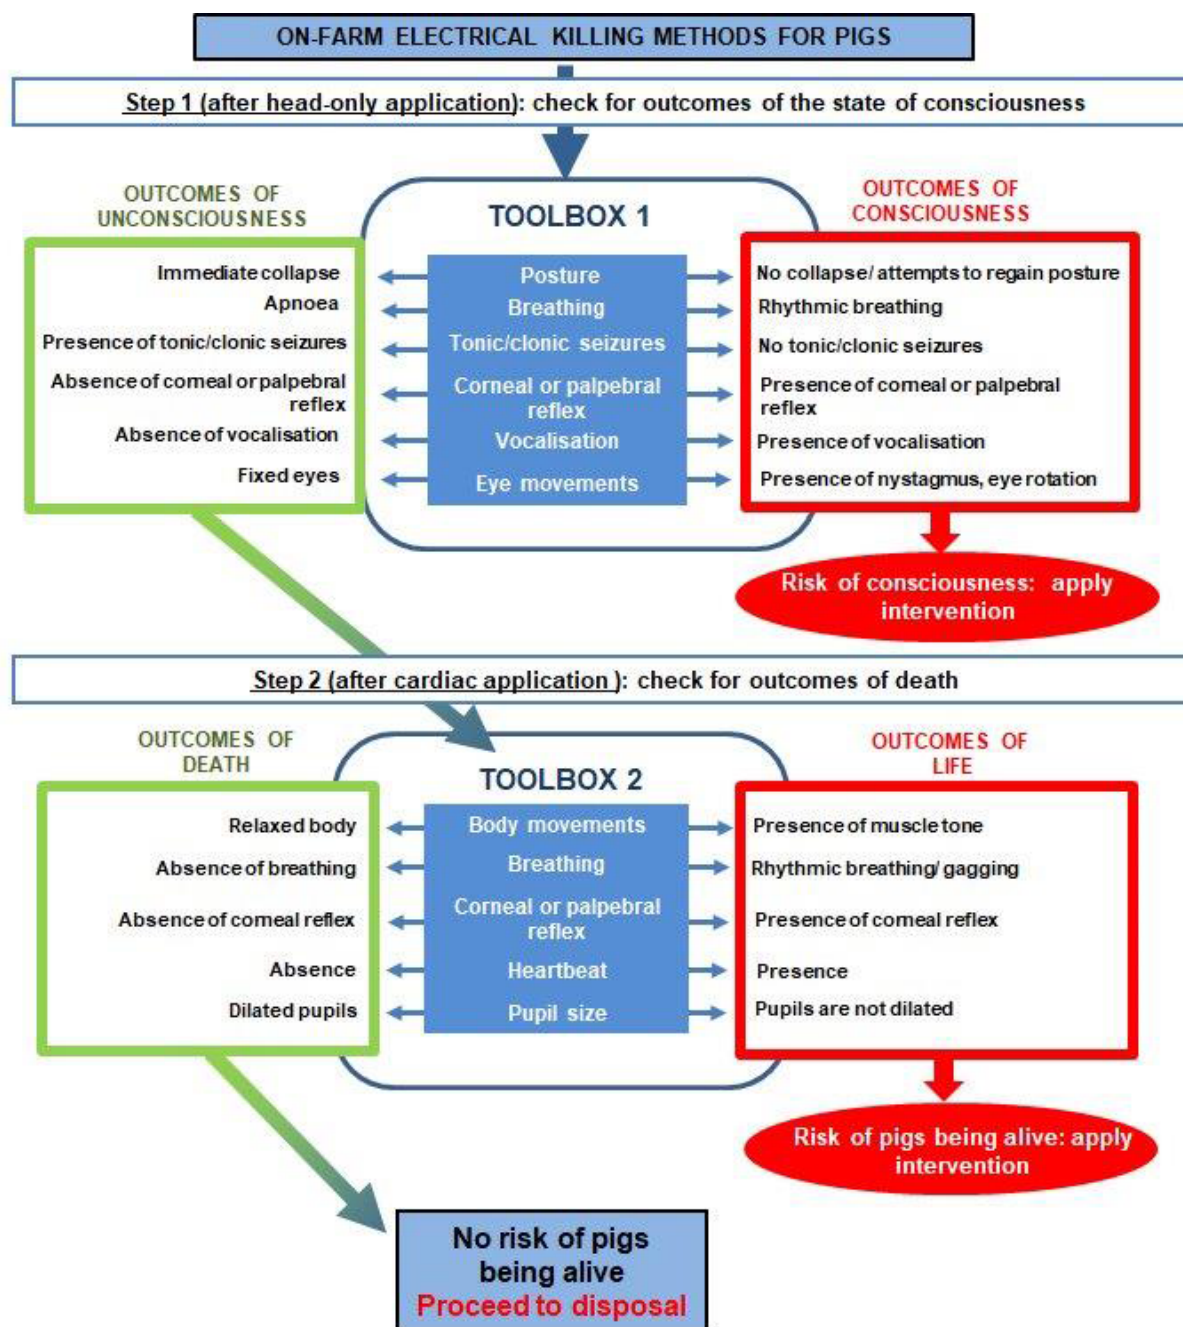 ON-FARM ELECTRICAL KILLING METHODS FOR PIGS
Step 1 (after head-only application): check for outcomes of the state of consciousness
OUTCOMES OF
UNCONSCIOUSNESS
TOOLBOX 1
OUTCOMES OF
CONSCIOUSNESS
Immediate collapse
Posture
No collapse/ attempts to regain posture
Apnoea
Breathing
Rhythmic breathing
Presence of tonic/clonic seizures
Tonic/clonic seizures
No tonic/clonic seizures
Absence of corneal or palpebral
reflex
Corneal or palpebral
reflex
Presence of corneal or palpebral
reflex
Absence of vocalisation
Vocalisation
Presence of vocalisation
Fixed eyes
Eye movements
Presence of nystagmus, eye rotation
Risk of consciousness: apply
intervention
Step 2 (after cardiac application ): check for outcomes of death
OUTCOMES OF
DEATH
TOOLBOX 2
OUTCOMES OF
LIFE
Relaxed body
Body movements
Presence of muscle tone
Absence of breathing
Breathing
Rhythmic breathing/ gagging
Absence of corneal reflex
Corneal or palpebral
reflex
Presence of corneal reflex
Absence
Heartbeat
Presence
Dilated pupils
Pupil size
Pupils are not dilated
Risk of pigs being alive: apply
intervention
No risk of pigs
being alive
Proceed to disposal